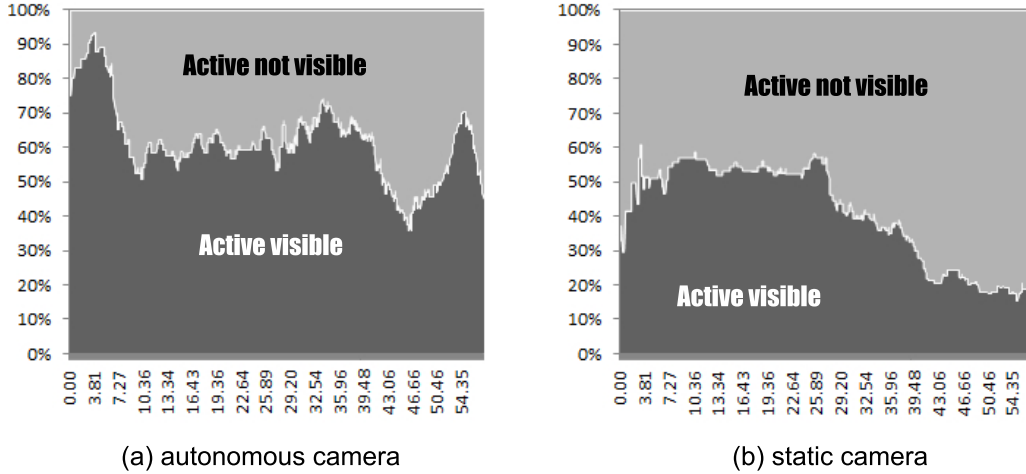 100%
90%
80%
70%
60%
50%
40%
30%
20%
10%
0%
Active not visible
Active visible
0.00 3.81 7.27 10.36 13.34 16.43 19.36 22.64 25.89 29.20 32.54 35.96 39.48 43.06 46.66 50.46 54.35
(a) autonomous camera
100%
90%
80%
70%
60%
50%
40%
30%
20%
10%
0%
Active not visible
Active visible
0.00 3.81 7.27 10.36 13.34 16.43 19.36 22.64 25.89 29.20 32.54 35.96 39.48 43.06 46.66 50.46 54.35
(b) static camera